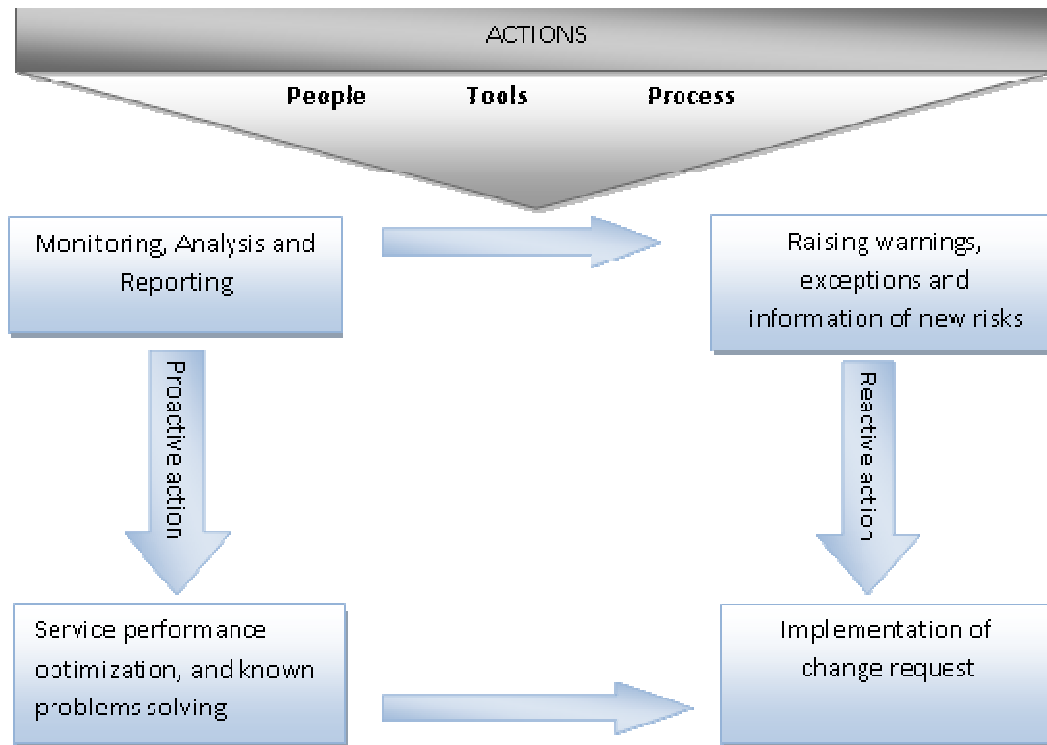 ACTIONS
People Tools Process
Monitoring, Analysis and
Reporting
Raising warnings,
exceptions and
information of new risks
Proactive action
Reactive action
Service performance
optimization, and known
problems solving
Implementation of
change request